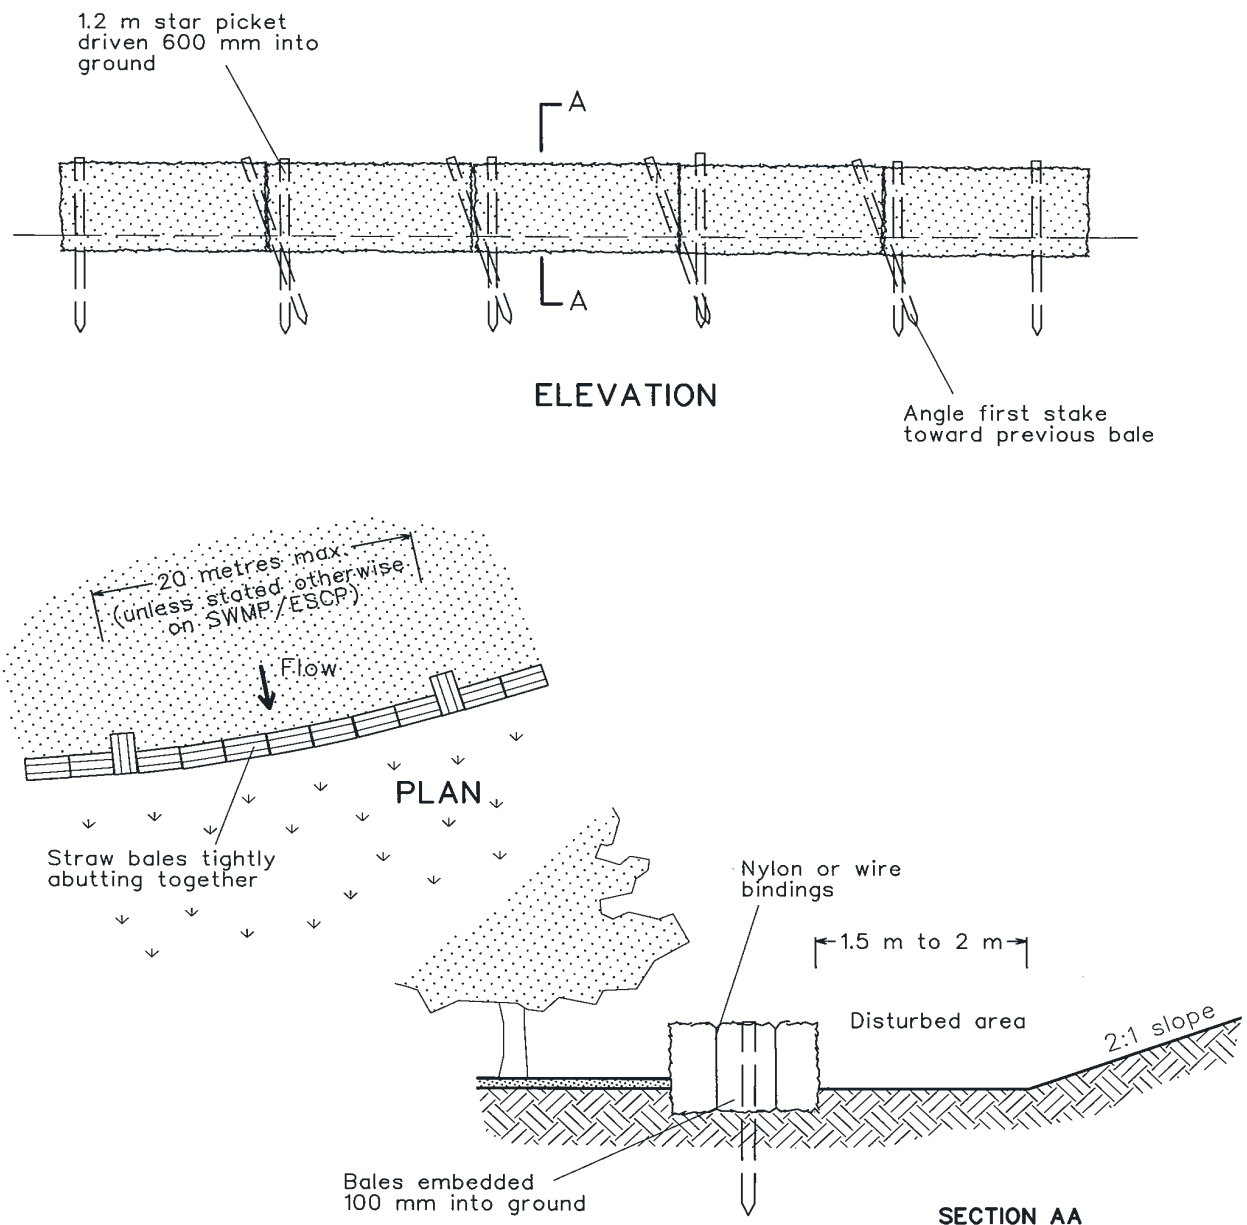 1.2 m star picket
driven 600 mm into
ground
A
A
ELEVATION
Angle first stake
toward previous bale
20 metres max.
(unless stated otherwise
on SWMP/ESCP)
Flow
PLAN
Straw bales tightly
abutting together
Nylon or wire
bindings
1.5 m to 2 m
Disturbed area
2:1 slope
Bales embedded
100 mm into ground
SECTION AA